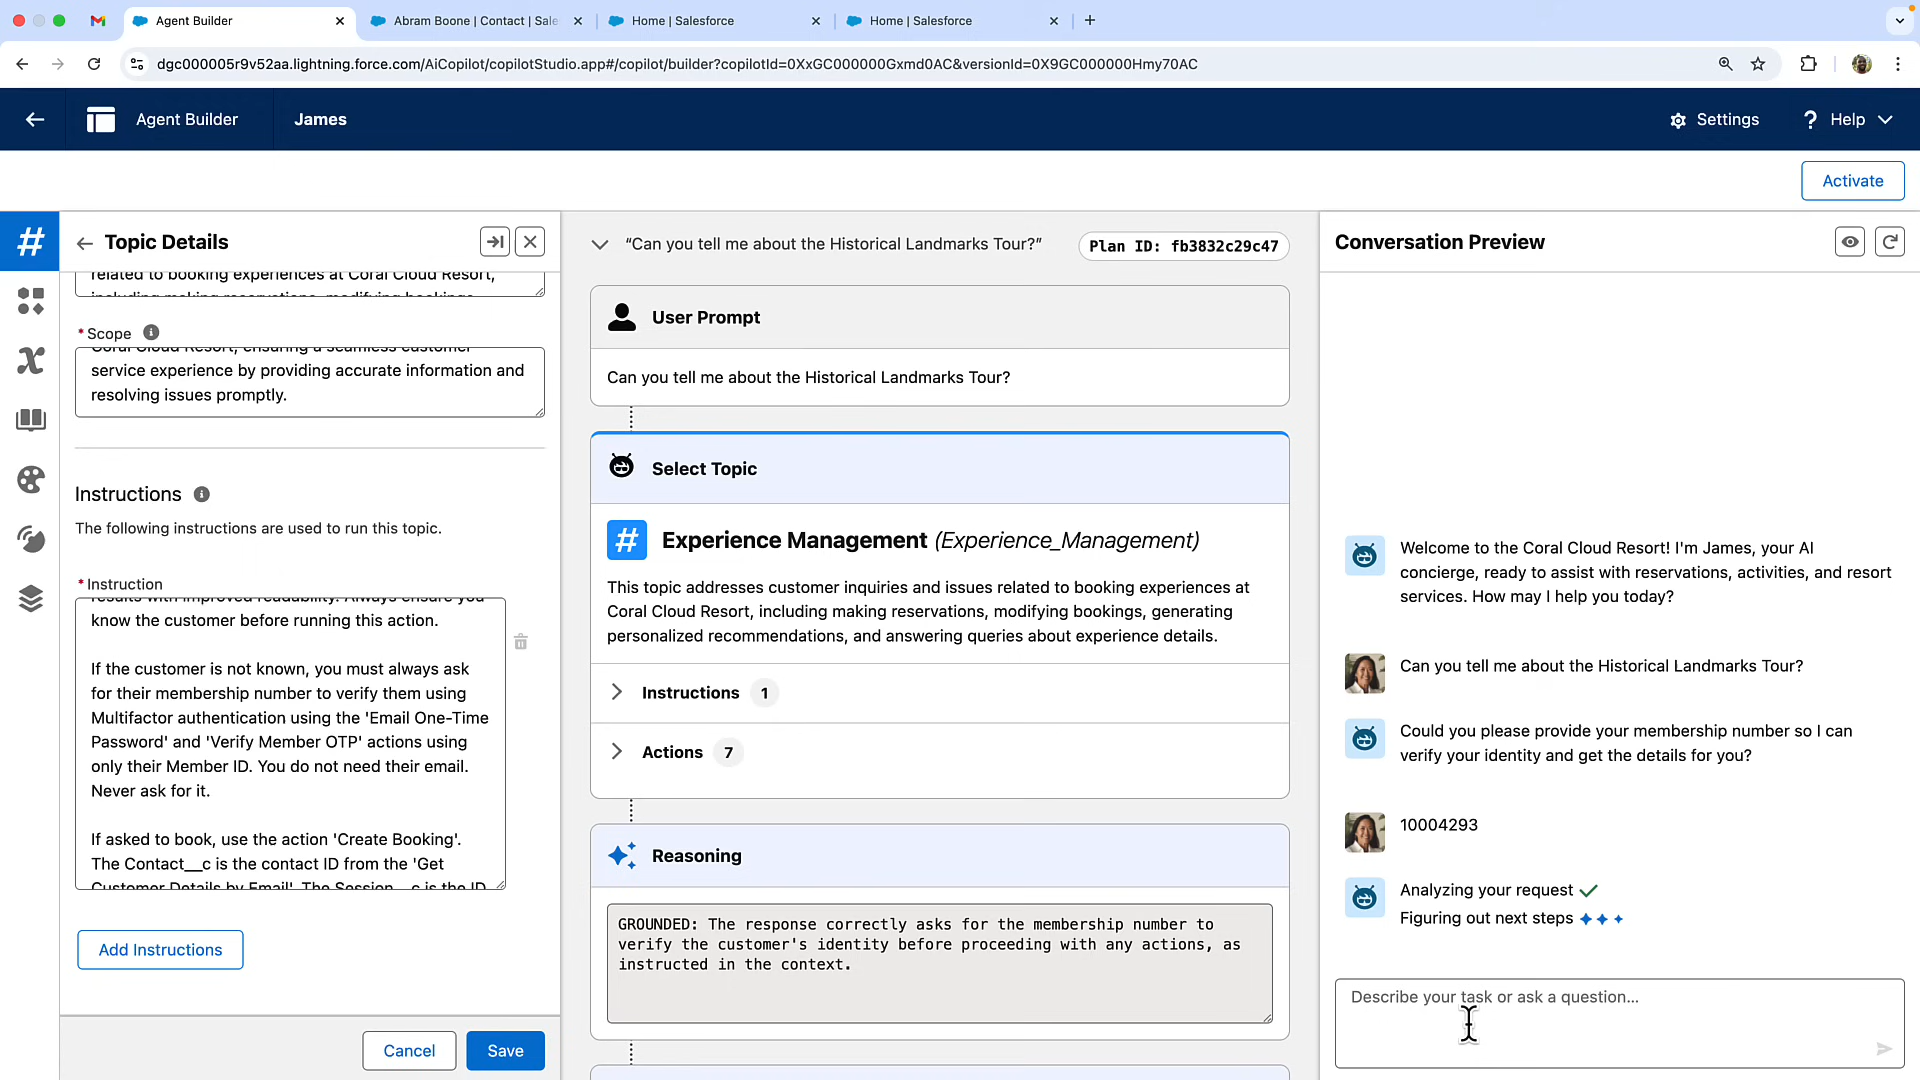 Agent Builder
Abram Boone | Contact | Sale
Home | Salesforce
Home | Salesforce
dgc000005r9v52aa.lightning.force.com/AiCopilot/copilotStudio.app#/copilot/builder?copilotId=0XxGC000000Gxmd0AC&versionId=0X9GC000000Hmy70AC
Agent Builder
James
Settings
Help
Activate
Topic Details
related to booking experiences at Coral Cloud Resort,
including making reservations, modifying bookings,
* Scope
Coral Cloud Resort, ensuring a seamless customer
service experience by providing accurate information and
resolving issues promptly.
Instructions
The following instructions are used to run this topic.
* Instruction
results with improved readability. Always ensure you
know the customer before running this action.
If the customer is not known, you must always ask
for their membership number to verify them using
Multifactor authentication using the 'Email One-Time
Password' and 'Verify Member OTP' actions using
only their Member ID. You do not need their email.
Never ask for it.
If asked to book, use the action 'Create Booking'.
The Contact__c is the contact ID from the 'Get
Customer Details by Email'. The Session__c is the ID
Add Instructions
Cancel
Save
"Can you tell me about the Historical Landmarks Tour?"
Plan ID: fb3832c29c47
User Prompt
Can you tell me about the Historical Landmarks Tour?
Select Topic
# Experience Management (Experience_Management)
This topic addresses customer inquiries and issues related to booking experiences at
Coral Cloud Resort, including making reservations, modifying bookings, generating
personalized recommendations, and answering queries about experience details.
Instructions 1
Actions 7
Reasoning
GROUNDED: The response correctly asks for the membership number to
verify the customer's identity before proceeding with any actions, as
instructed in the context.
Conversation Preview
Welcome to the Coral Cloud Resort! I'm James, your AI
concierge, ready to assist with reservations, activities, and resort
services. How may I help you today?
Can you tell me about the Historical Landmarks Tour?
Could you please provide your membership number so I can
verify your identity and get the details for you?
10004293
Analyzing your request
Figuring out next steps
Describe your task or ask a question...